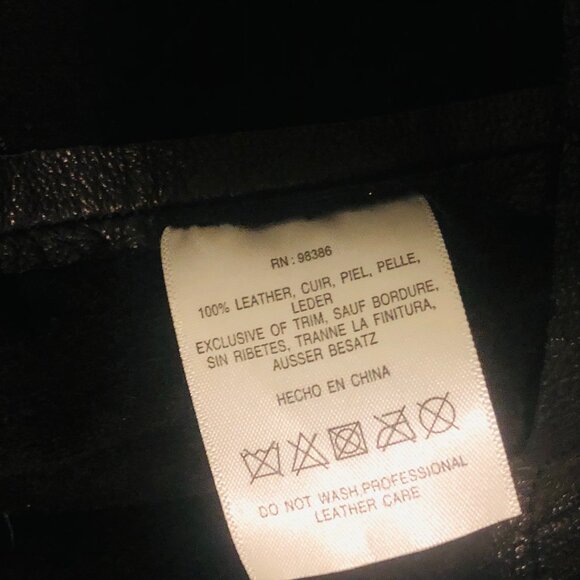 RN : 98386
100% LEATHER, CUIR, PIEL, PELLE,
LEDER
EXCLUSIVE OF TRIM, SAUF BORDURE,
SIN RIBETES, TRANNE LA FINITURA,
AUSSER BESATZ
HECHO EN CHINA
DO NOT WASH,PROFESSIONAL
LEATHER CARE